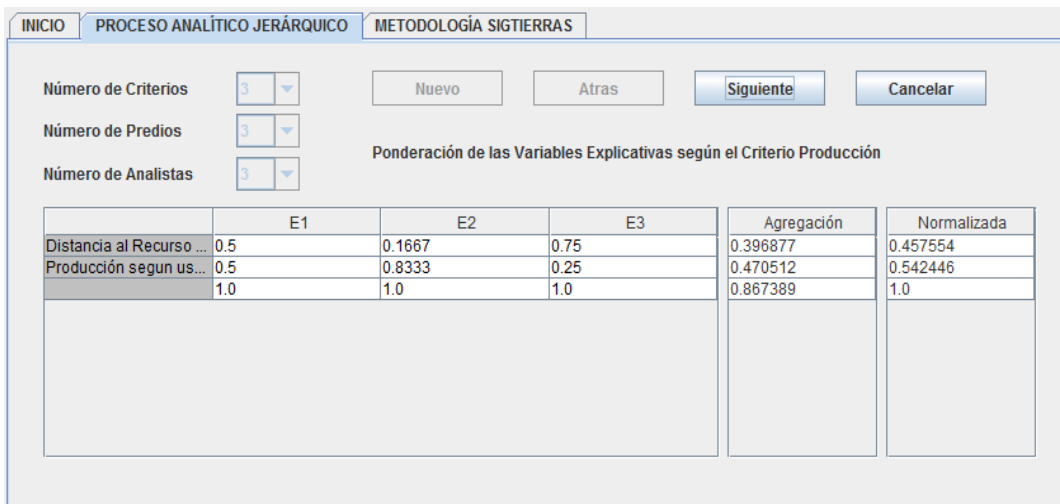 INICIO PROCESO ANALÍTICO JERÁRQUICO METODOLOGÍA SIGTIERRAS
Número de Criterios 3 Nuevo Atras Siguiente Cancelar
Número de Predios 3
Ponderación de las Variables Explicativas según el Criterio Producción
Número de Analistas 3
E1 E2 E3 Agregación Normalizada
Distancia al Recurso ... 0.5 0.1667 0.75 0.396877 0.457554
Producción segun us... 0.5 0.8333 0.25 0.470512 0.542446
1.0 1.0 1.0 0.867389 1.0